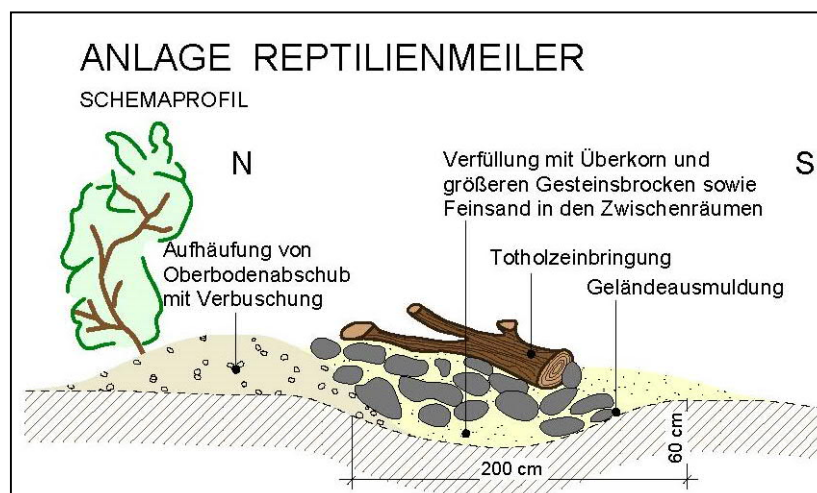 ANLAGE REPTILIENMEILER
SCHEMAPROFIL
N
S
Verfüllung mit Überkorn und
größeren Gesteinsbrocken sowie
Feinsand in den Zwischenräumen
Aufhäufung von
Oberbodenabschub
mit Verbuschung
Totholzeinbringung
Geländeausmuldung
200 cm
60 cm